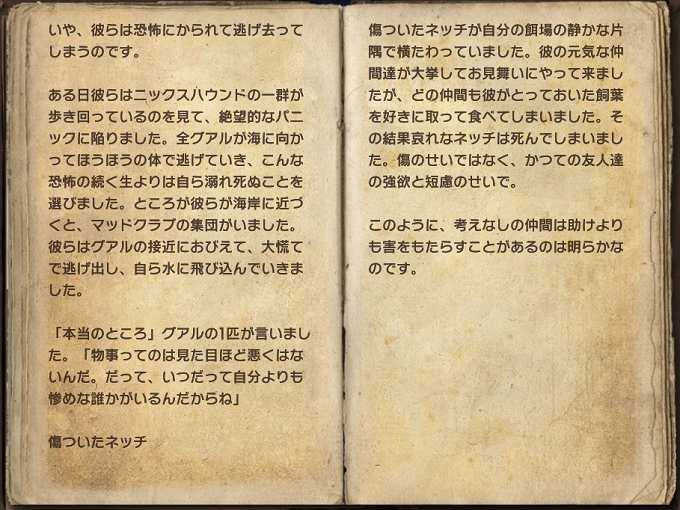 いや、彼らは恐怖にかられて逃げ去って
しまうのです。
ある日彼らはニックスハウンドの一群が
歩き回っているのを見て、絶望的なパニ
ックに陥りました。全グアルが海に向か
ってほうほうの体で逃げていき、こんな
恐怖の続く生よりは自ら溺れ死ぬことを
選びました。ところが彼らが海岸に近づ
くと、マッドクラブの集団がいました。
彼らはグアルの接近におびえて、大慌て
で逃げ出し、自ら水に飛び込んでいきま
した。
「本当のところ」グアルの1匹が言いまし
た。「物事ってのは見た目ほど悪くはな
いんだ。だって、いつだって自分よりも
惨めな誰かがいるんだからね」
傷ついたネッチ
傷ついたネッチが自分の餌場の静かな片
隅で横たわっていました。彼の元気な仲
間達が大挙してお見舞いにやって来まし
たが、どの仲間も彼がとっておいた飼葉
を好きに取って食べてしまいました。そ
の結果哀れなネッチは死んでしまいまし
た。傷のせいではなく、かつての友人達
の強欲と短慮のせいで。
このように、考えなしの仲間は助けより
も害をもたらすことがあるのは明らかな
のです。